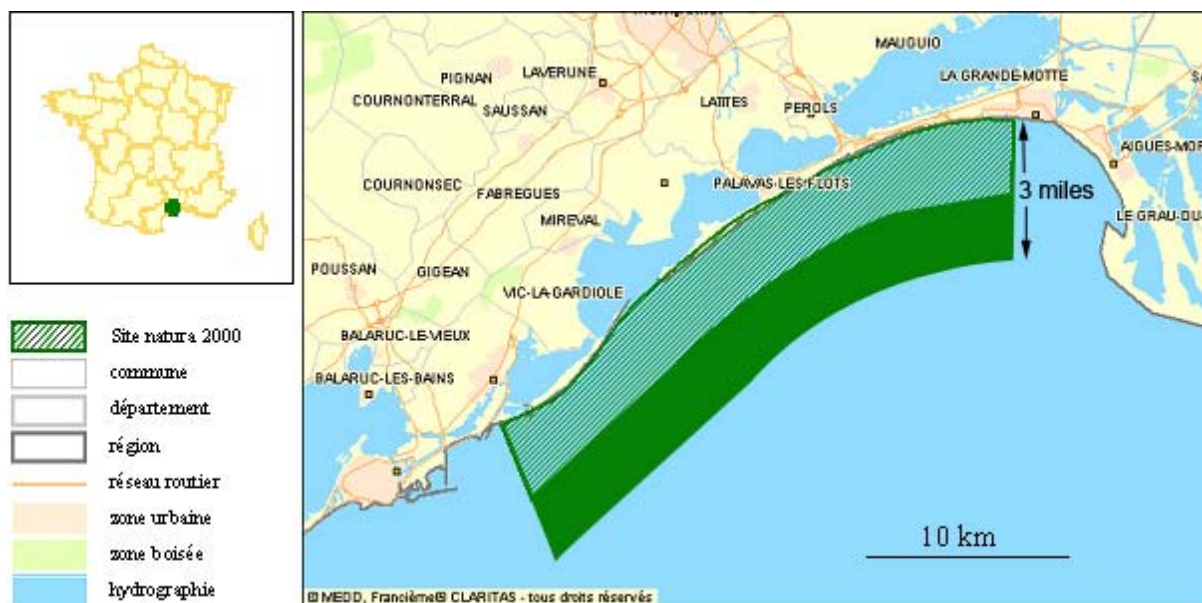 Site natura 2000
commune
département
région
réseau routier
zone urbaine
zone boisée
hydrographie
MAUGUIO
LA GRANDE-MOTTE
PIGNAN
LAVERUNE
COURNONTERRAL
SAUSSAN
LATTES
PEROLS
AIGUES-MOR
COURNONSEC
FABREGUES
PALAVAS-LES-FLOTS
3 miles
MIREVAL
LE GRAU-DU-
POUSSAN
GIGEAN
VIC-LA-GARDIOLE
BALARUC-LE-VIEUX
BALARUC-LES-BAINS
10 km
© MEDD, Francième® CLARITAS - tous droits réservés